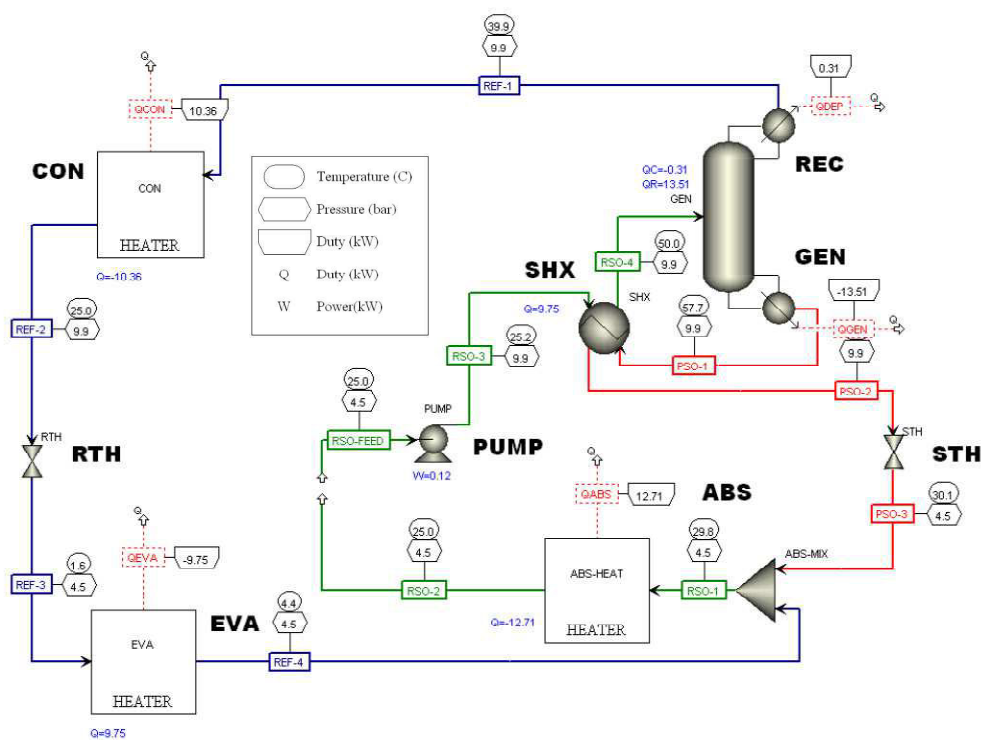 39.9
9.9
REF-1
Q
QCON
10.36
CON
CON
HEATER
Q=-10.36
Temperature (C)
Pressure (bar)
Duty (kW)
Q Duty (kW)
W Power(kW)
0.31
QDEP
Q
REC
QC=-0.31
QR=13.51
GEN
50.0
RSO-4
9.9
GEN
SHX
SHX
Q=9.75
57.7
9.9
PSO-1
-13.51
QGEN
Q
9.9
PSO-2
25.0
REF-2
9.9
RSO-3
25.2
9.9
25.0
4.5
RSO-FEED
PUMP
PUMP
W=0.12
RTH
RTH
STH
STH
Q
QABS
12.71
ABS
30.1
PSO-3
4.5
Q
QEVA
-9.75
25.0
4.5
RSO-2
ABS-HEAT
HEATER
Q=-12.71
29.8
4.5
RSO-1
ABS-MIX
1.6
REF-3
4.5
EVA
EVA
HEATER
Q=9.75
4.4
4.5
REF-4